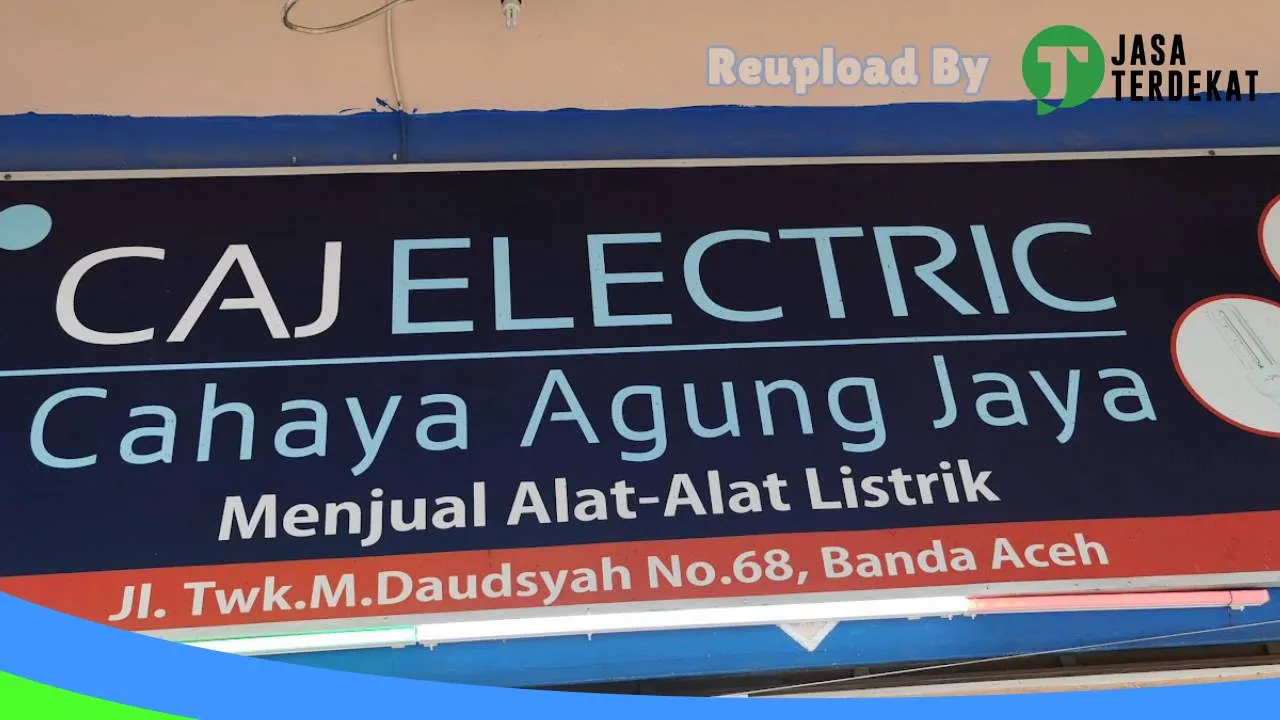 Reupload By
JASA
TERDEKAT
CAJ ELECTRIC
Cahaya Agung Jaya
Menjual Alat-Alat Listrik
Jl. Twk.M.Daudsyah No.68, Banda Aceh